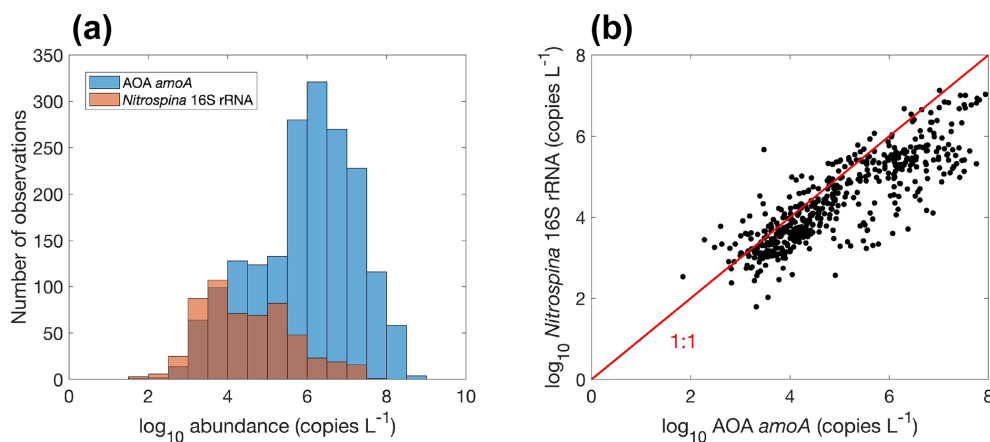 (a)
Number of observations
350
300
250
200
150
100
50
0
AOA amoA
Nitrospina 16S rRNA
0 2 4 6 8 10
log₁₀ abundance (copies L⁻¹)
(b)
log₁₀ Nitrospina 16S rRNA (copies L⁻¹)
8
6
4
2
0
1:1
0 2 4 6 8
log₁₀ AOA amoA (copies L⁻¹)